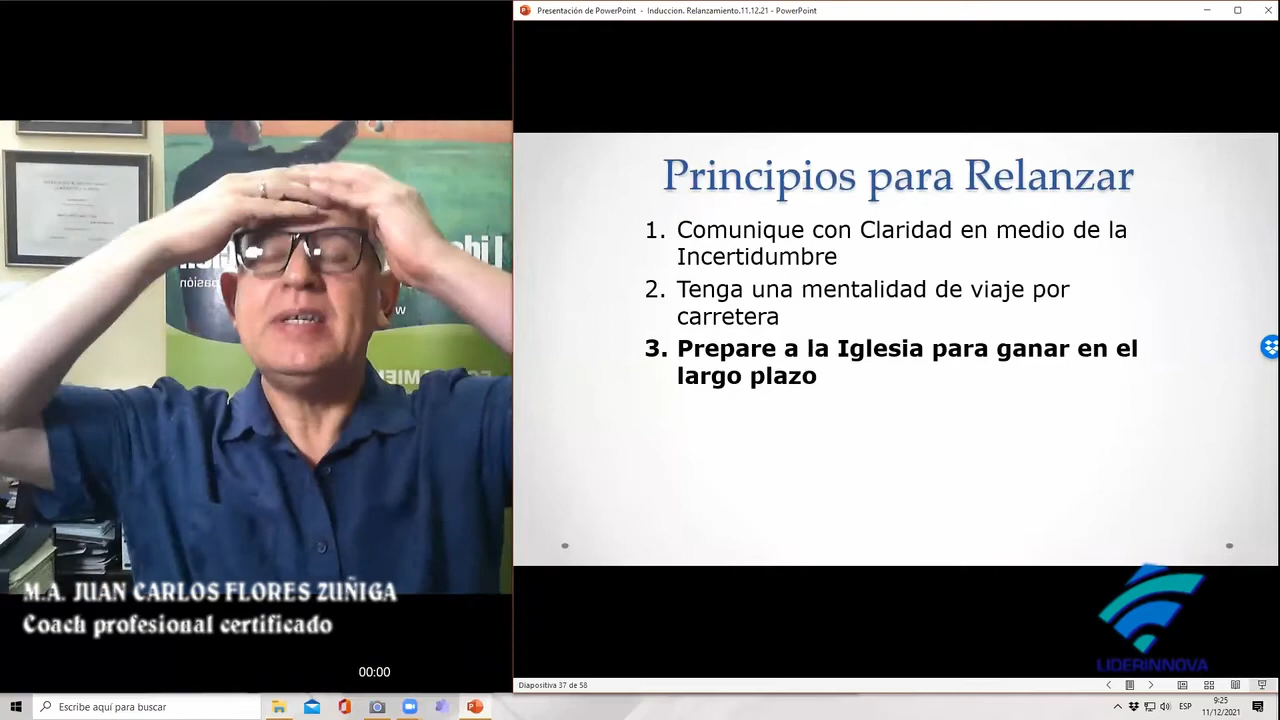 Presentación de PowerPoint - Induccion. Relanzamiento.11.12.21 - PowerPoint
Principios para Relanzar
1. Comunique con Claridad en medio de la
Incertidumbre
2. Tenga una mentalidad de viaje por
carretera
3. Prepare a la Iglesia para ganar en el
largo plazo
M.A. JUAN CARLOS FLORES ZUÑIGA
Coach profesional certificado
00:00
LIDERINNOVA
Diapositiva 37 de 58
Escribe aquí para buscar
ESP
9:25
11/12/2021